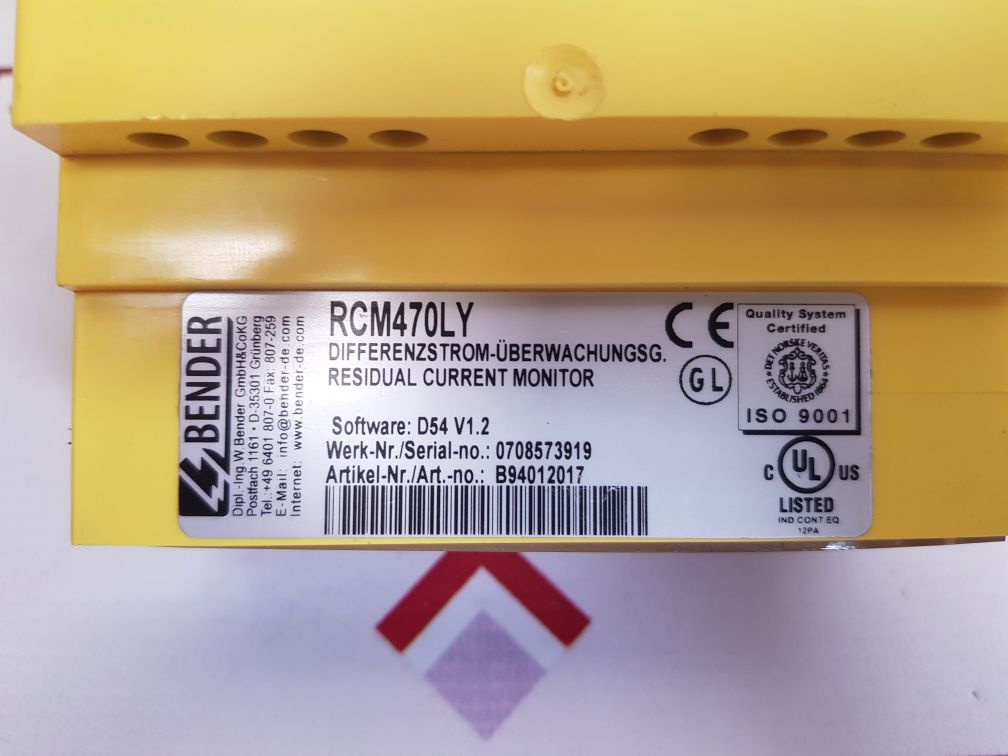 BENDER
Dipl.-Ing.W.Bender GmbH&CoKG
Postfach 1161 • D-35301 Grünberg
Tel.:+49 6401 807-0 Fax: 807-259
E-Mail: info@bender-de.com
Internet: www.bender-de.com
RCM470LY
DIFFERENZSTROM-ÜBERWACHUNGSG.
RESIDUAL CURRENT MONITOR
Software: D54 V1.2
Werk-Nr./Serial-no.: 0708573919
Artikel-Nr./Art.-no.: B94012017
CE
GL
Quality System
Certified
DET NORSKE VERITAS
ESTABLISHED 1864
ISO 9001
C UL US
LISTED
IND.CONT.EQ
12PA